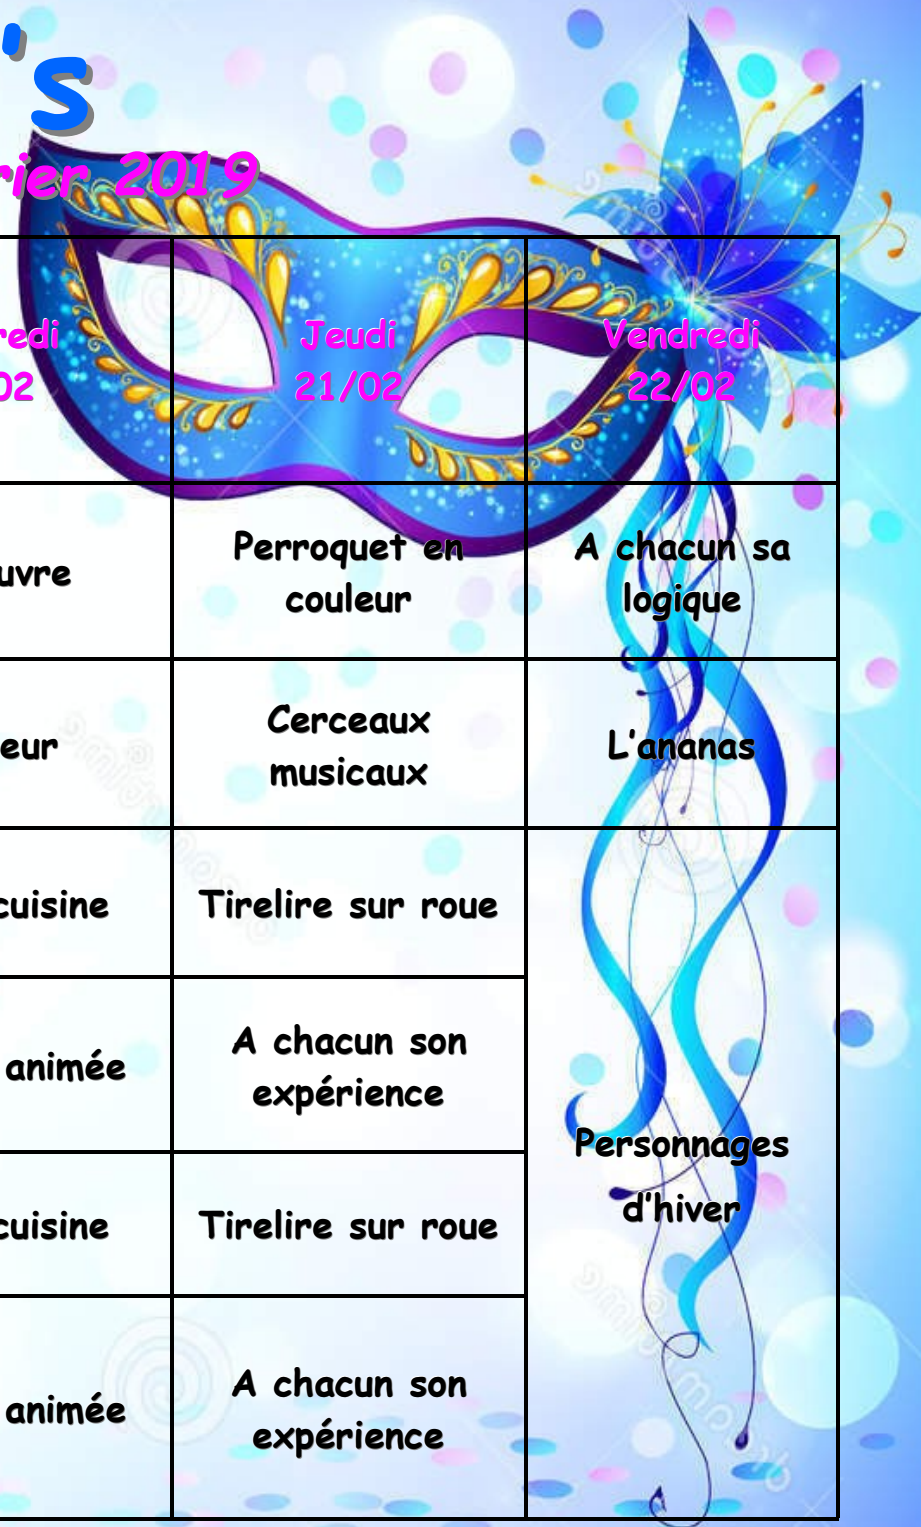 's
rier 2019
redi
02
Jeudi
21/02
Vendredi
22/02
uvre
Perroquet en
couleur
A chacun sa
logique
eur
Cerceaux
musicaux
L'ananas
cuisine
Tirelire sur roue
animée
A chacun son
expérience
Personnages
d'hiver
cuisine
Tirelire sur roue
animée
A chacun son
expérience